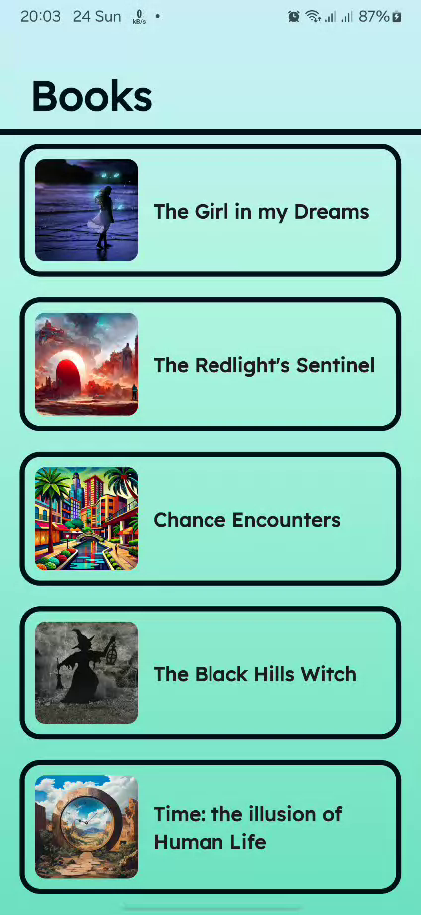 20:03 24 Sun 0 kB/s • 87%
Books
The Girl in my Dreams
The Redlight's Sentinel
Chance Encounters
The Black Hills Witch
Time: the illusion of
Human Life